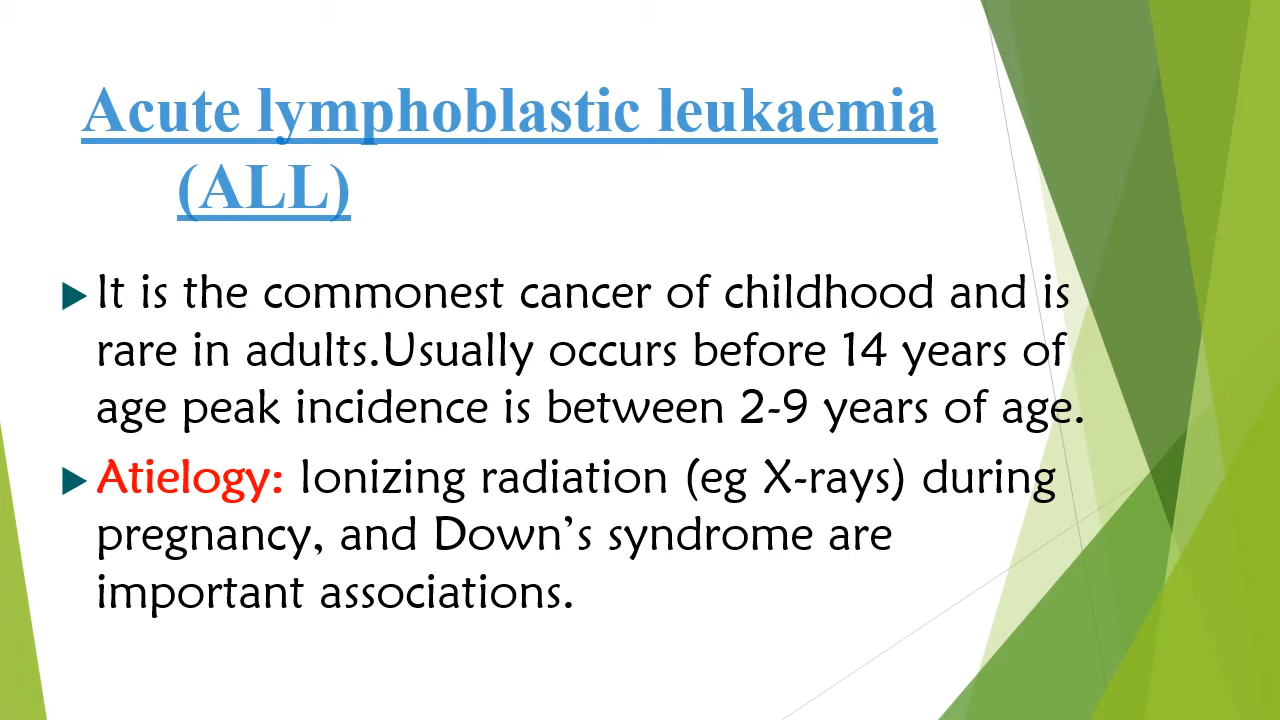 Acute lymphoblastic leukaemia
(ALL)
It is the commonest cancer of childhood and is
rare in adults.Usually occurs before 14 years of
age peak incidence is between 2-9 years of age.
Atielogy: Ionizing radiation (eg X-rays) during
pregnancy, and Down’s syndrome are
important associations.